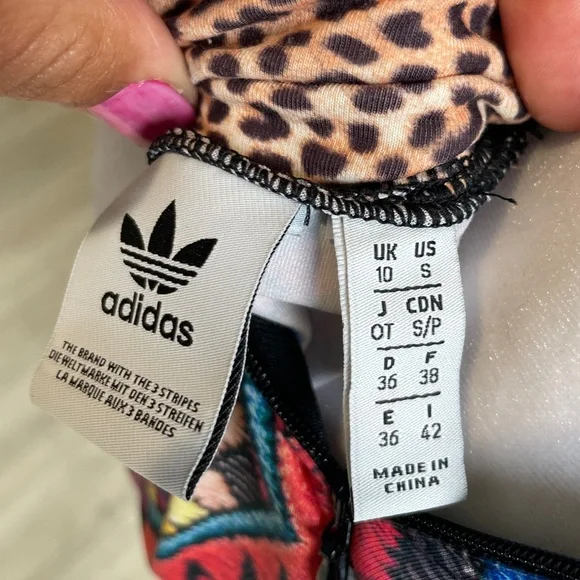 adidas
THE BRAND WITH THE 3 STRIPES
DIE WELTMARKE MIT DEN 3 STREIFEN
LA MARQUE AUX 3 BANDES
UK US
10 S
J CDN
OT S/P
D F
36 38
E I
36 42
MADE IN
CHINA